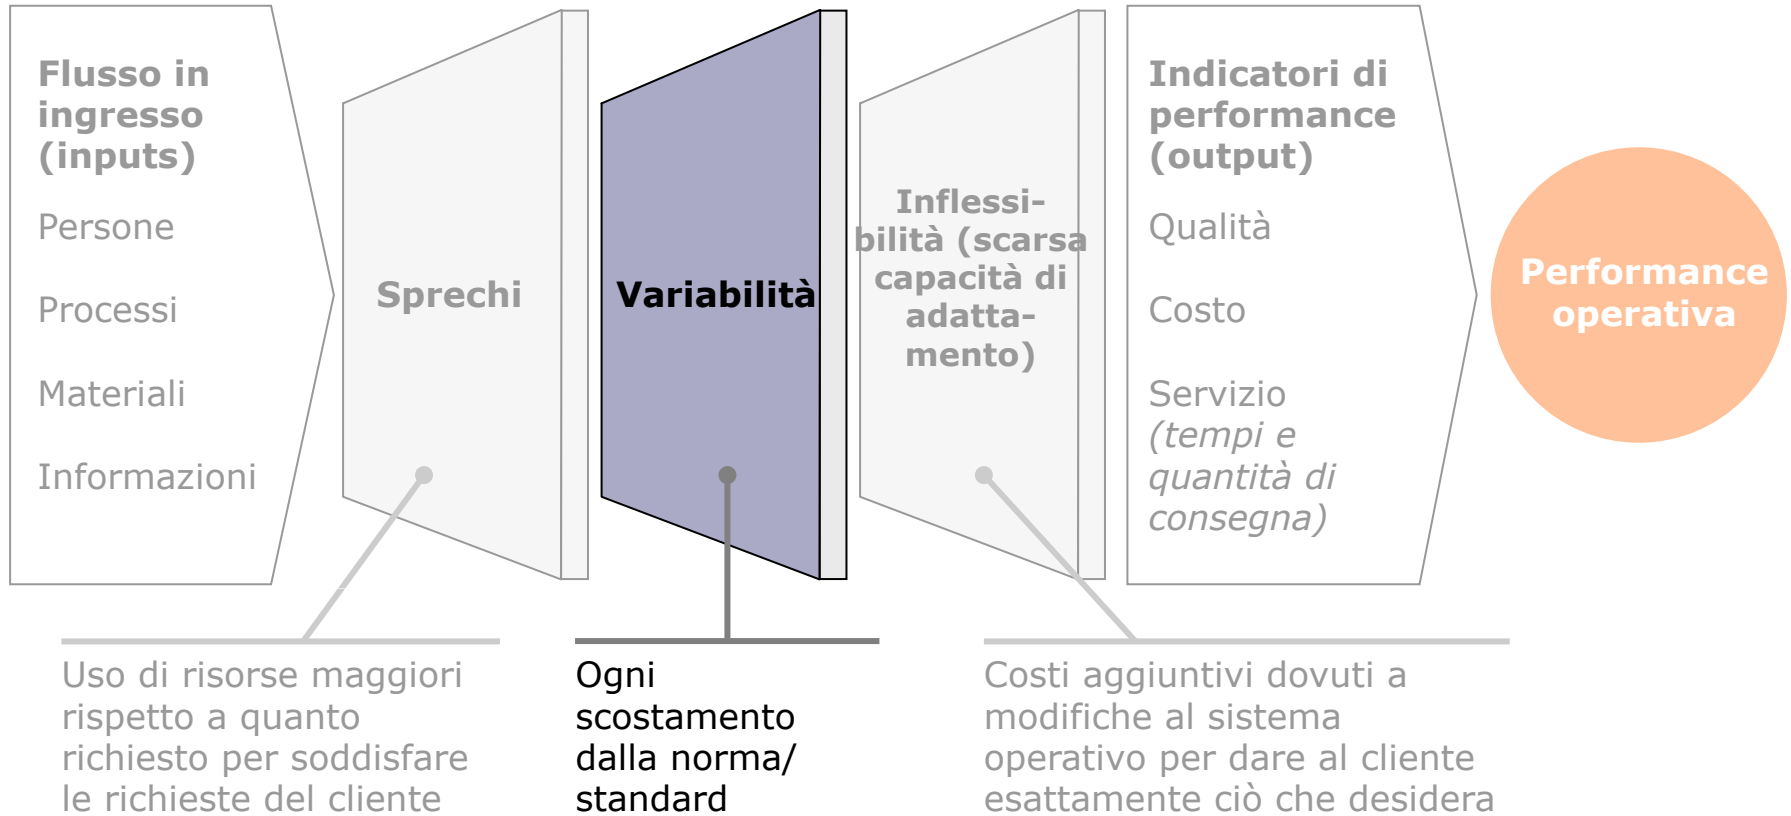 Flusso in
ingresso
(inputs)
Persone
Processi
Materiali
Informazioni
Sprechi
Variabilità
Inflessi-
bilità (scarsa
capacità di
adatta-
mento)
Indicatori di
performance
(output)
Qualità
Costo
Servizio
(tempi e
quantità di
consegna)
Performance
operativa
Uso di risorse maggiori
rispetto a quanto
richiesto per soddisfare
le richieste del cliente
Ogni
scostamento
dalla norma/
standard
Costi aggiuntivi dovuti a
modifiche al sistema
operativo per dare al cliente
esattamente ciò che desidera